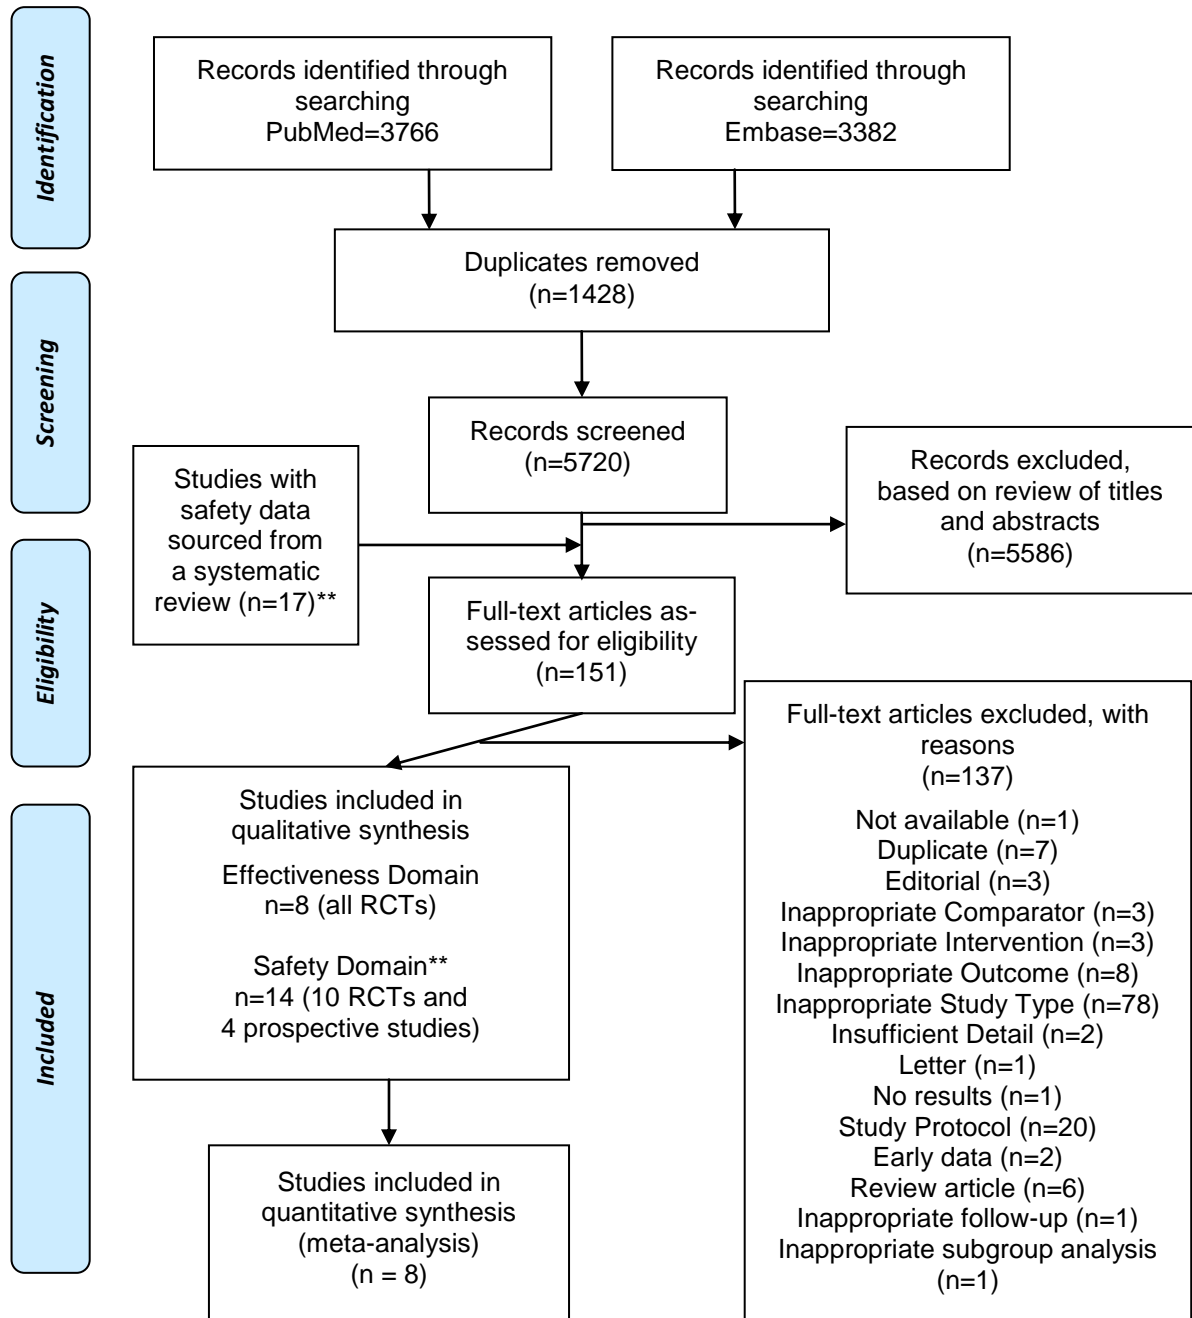 Identification
Records identified through
searching
PubMed=3766
Records identified through
searching
Embase=3382
Duplicates removed
(n=1428)
Screening
Records screened
(n=5720)
Studies with
safety data
sourced from
a systematic
review (n=17)**
Records excluded,
based on review of titles
and abstracts
(n=5586)
Eligibility
Full-text articles as-
sessed for eligibility
(n=151)
Full-text articles excluded, with
reasons
(n=137)
Not available (n=1)
Duplicate (n=7)
Editorial (n=3)
Inappropriate Comparator (n=3)
Inappropriate Intervention (n=3)
Inappropriate Outcome (n=8)
Inappropriate Study Type (n=78)
Insufficient Detail (n=2)
Letter (n=1)
No results (n=1)
Study Protocol (n=20)
Early data (n=2)
Review article (n=6)
Inappropriate follow-up (n=1)
Inappropriate subgroup analysis
(n=1)
Included
Studies included in
qualitative synthesis
Effectiveness Domain
n=8 (all RCTs)
Safety Domain**
n=14 (10 RCTs and
4 prospective studies)
Studies included in
quantitative synthesis
(meta-analysis)
(n = 8)